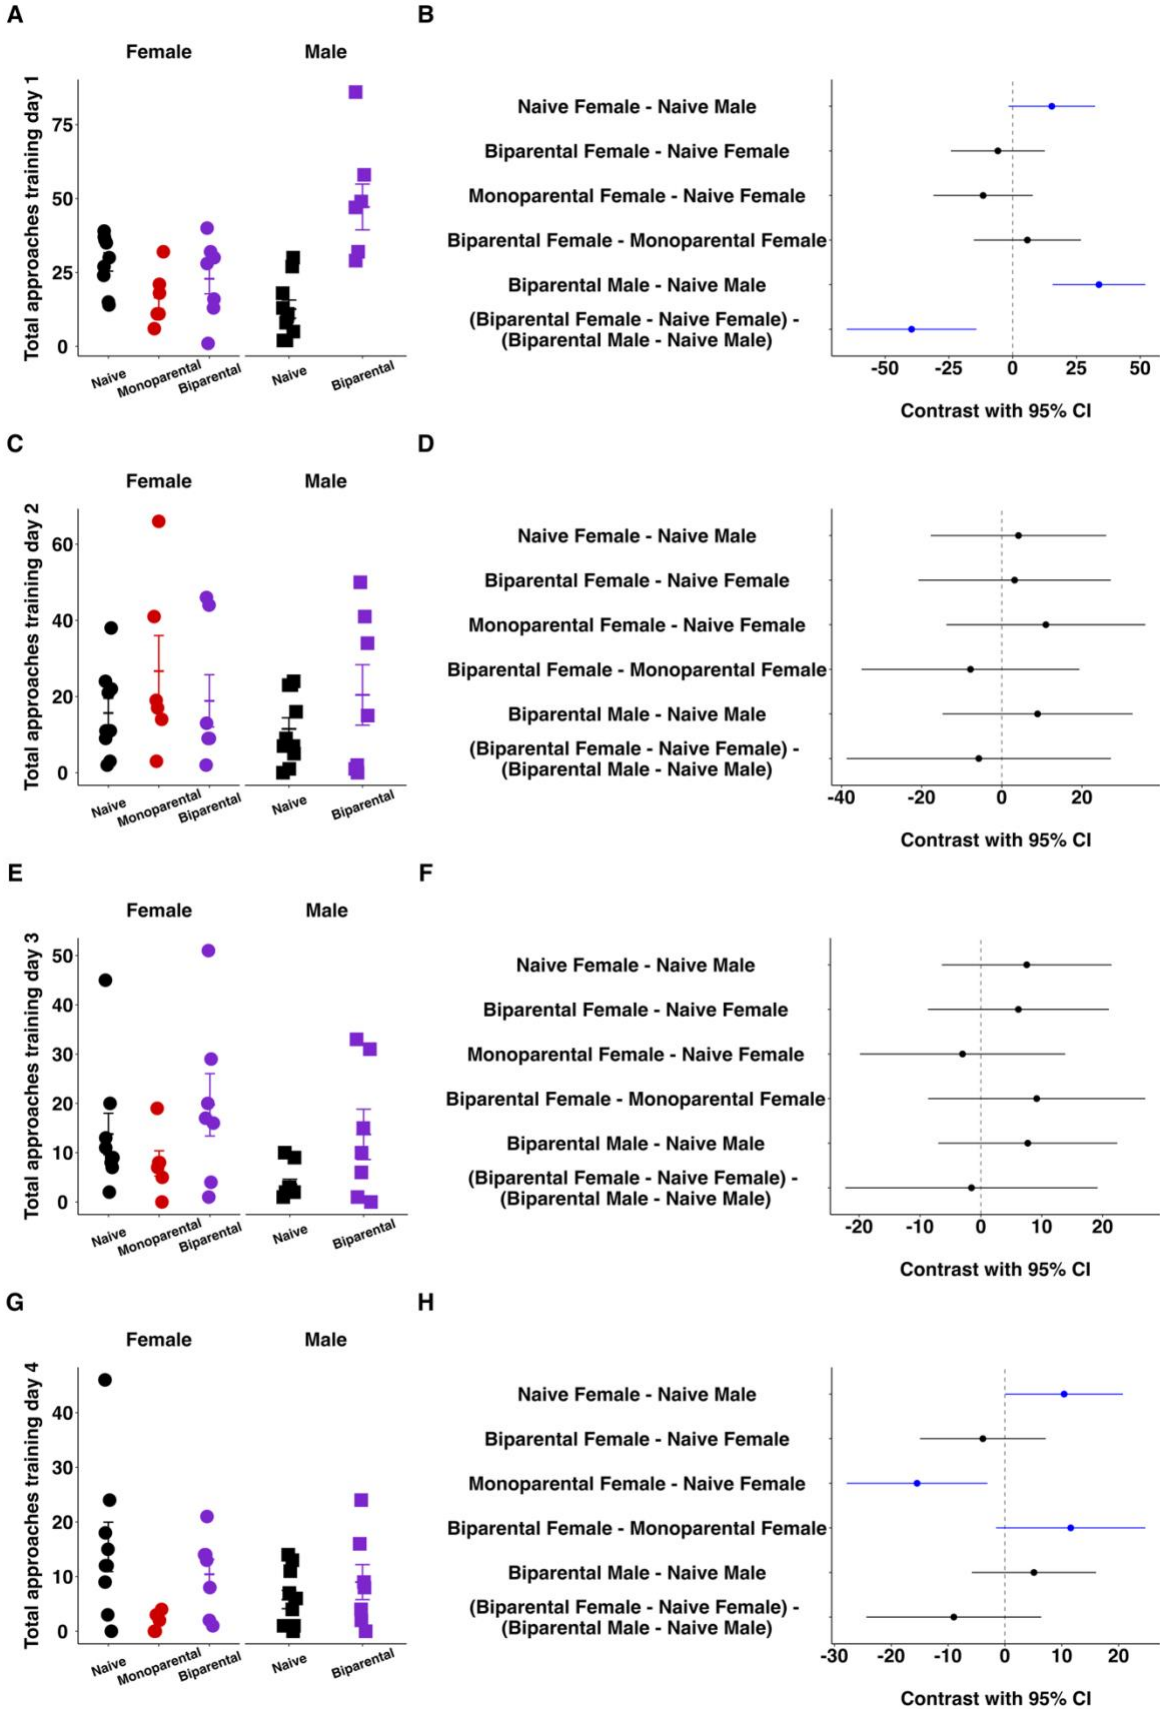 A
B
Female
Male
Total approaches training day 1
75
50
25
0
Naive
Monoparental
Biparental
Naive
Biparental
Naive Female - Naive Male
Biparental Female - Naive Female
Monoparental Female - Naive Female
Biparental Female - Monoparental Female
Biparental Male - Naive Male
(Biparental Female - Naive Female) -
(Biparental Male - Naive Male)
-50
-25
0
25
50
Contrast with 95% CI
C
D
Female
Male
Total approaches training day 2
60
40
20
0
Naive
Monoparental
Biparental
Naive
Biparental
Naive Female - Naive Male
Biparental Female - Naive Female
Monoparental Female - Naive Female
Biparental Female - Monoparental Female
Biparental Male - Naive Male
(Biparental Female - Naive Female) -
(Biparental Male - Naive Male)
-40
-20
0
20
Contrast with 95% CI
E
F
Female
Male
Total approaches training day 3
50
40
30
20
10
0
Naive
Monoparental
Biparental
Naive
Biparental
Naive Female - Naive Male
Biparental Female - Naive Female
Monoparental Female - Naive Female
Biparental Female - Monoparental Female
Biparental Male - Naive Male
(Biparental Female - Naive Female) -
(Biparental Male - Naive Male)
-20
-10
0
10
20
Contrast with 95% CI
G
H
Female
Male
Total approaches training day 4
40
30
20
10
0
Naive
Monoparental
Biparental
Naive
Biparental
Naive Female - Naive Male
Biparental Female - Naive Female
Monoparental Female - Naive Female
Biparental Female - Monoparental Female
Biparental Male - Naive Male
(Biparental Female - Naive Female) -
(Biparental Male - Naive Male)
-30
-20
-10
0
10
20
Contrast with 95% CI